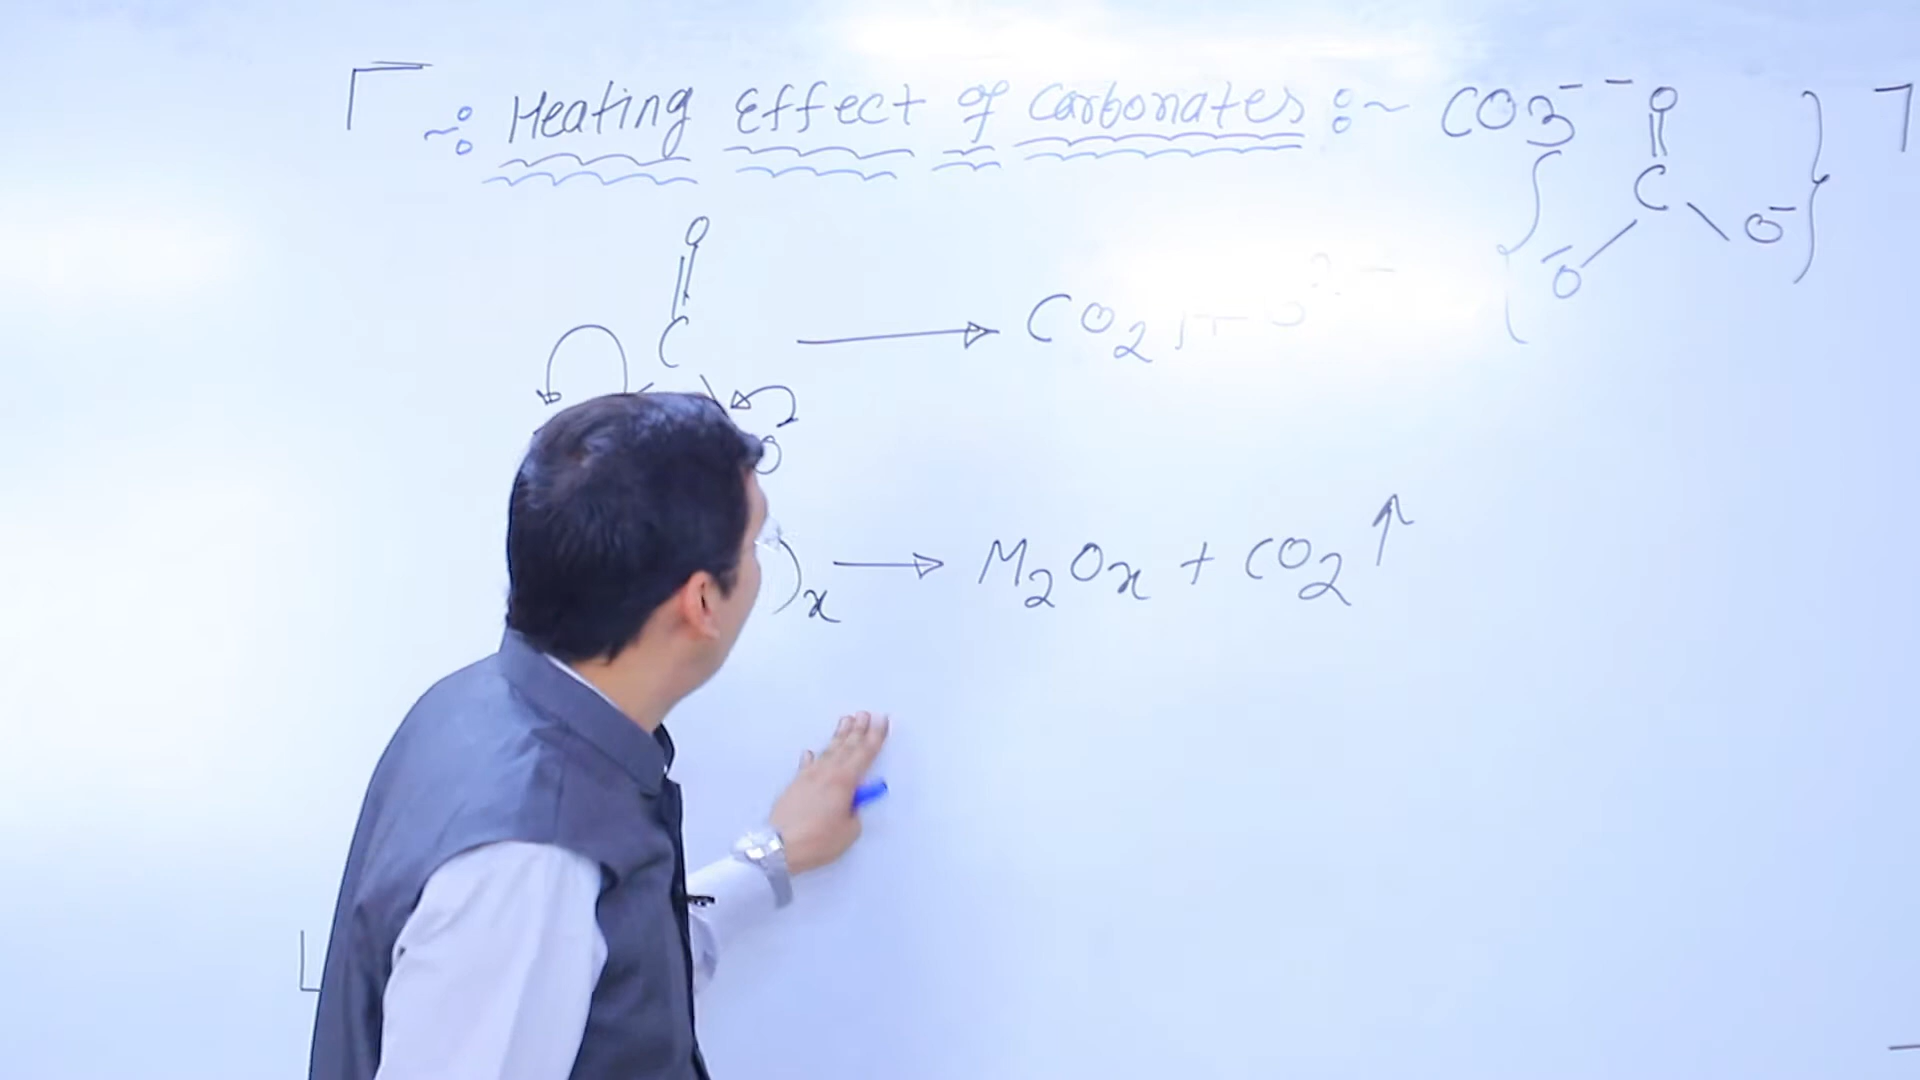 ~: Heating Effect of Carbonates :~ CO3--
O
||
C
O- O-
O
||
C → CO2↑ + O2-
O
)x → M2Ox + CO2↑